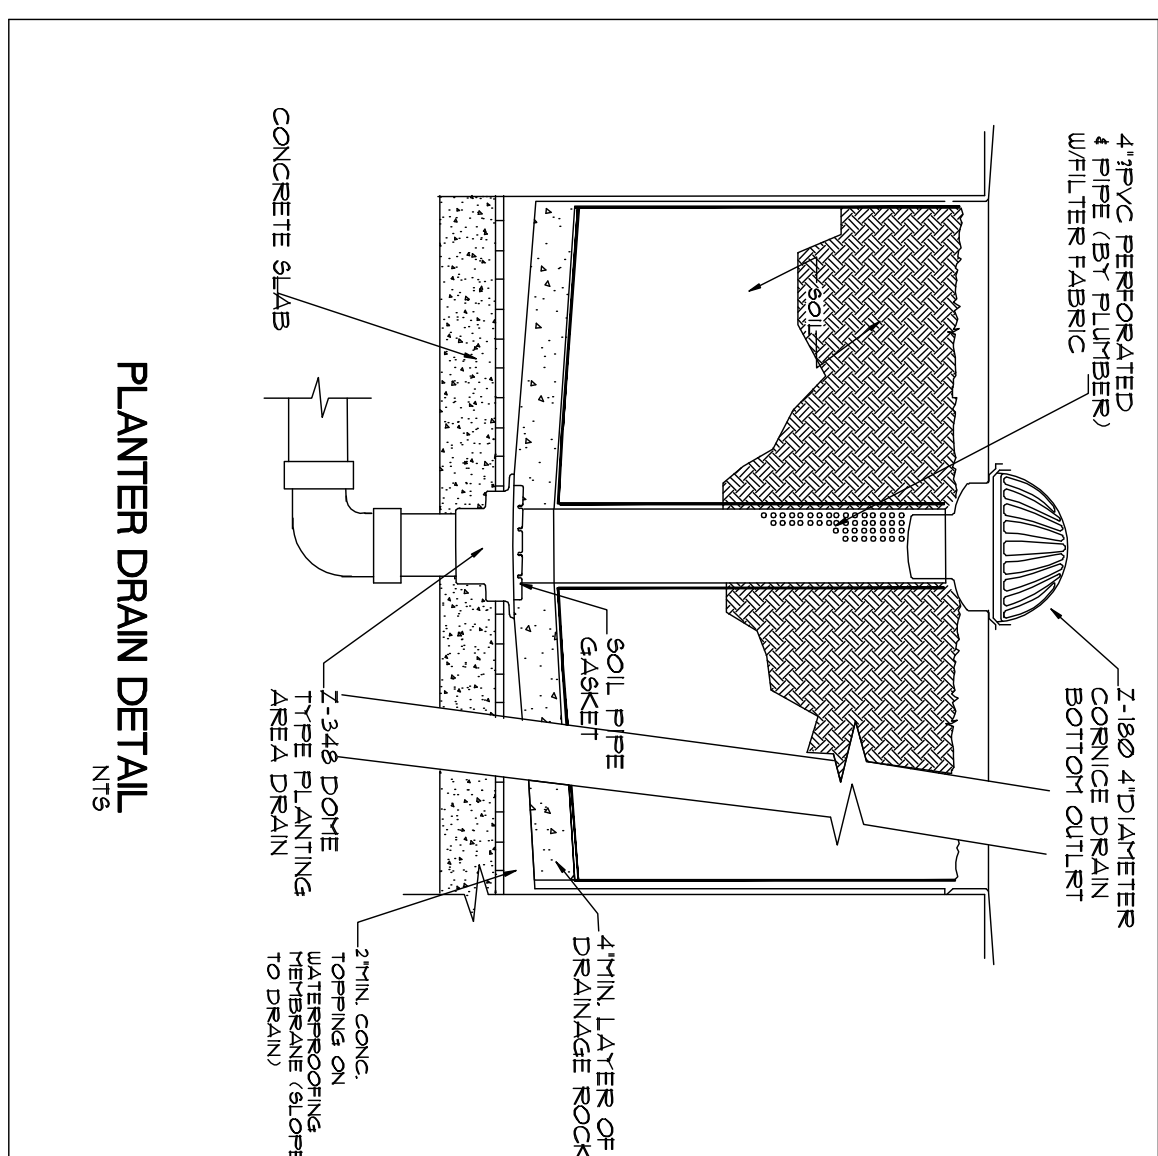 4"?PVC PERFORATED
& PIPE (BY PLUMBER)
W/FILTER FABRIC
Z-180 4"DIAMETER
CORNICE DRAIN
BOTTOM OUTLRT
SOIL
SOIL PIPE
GASKET
4"MIN. LAYER OF
DRAINAGE ROCK
CONCRETE SLAB
Z-348 DOME
TYPE PLANTING
AREA DRAIN
2"MIN. CONC.
TOPPING ON
WATERPROOFING
MEMBRANE (SLOPE
TO DRAIN)
PLANTER DRAIN DETAIL
NTS